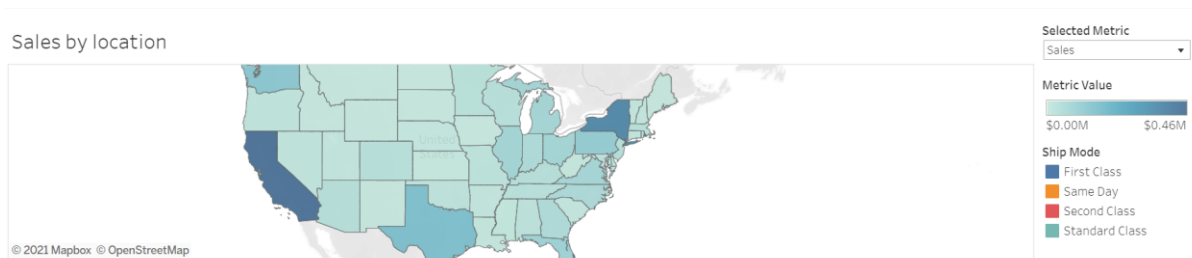 Sales by location
United
States
© 2021 Mapbox © OpenStreetMap
Selected Metric
Sales
Metric Value
$0.00M $0.46M
Ship Mode
First Class
Same Day
Second Class
Standard Class